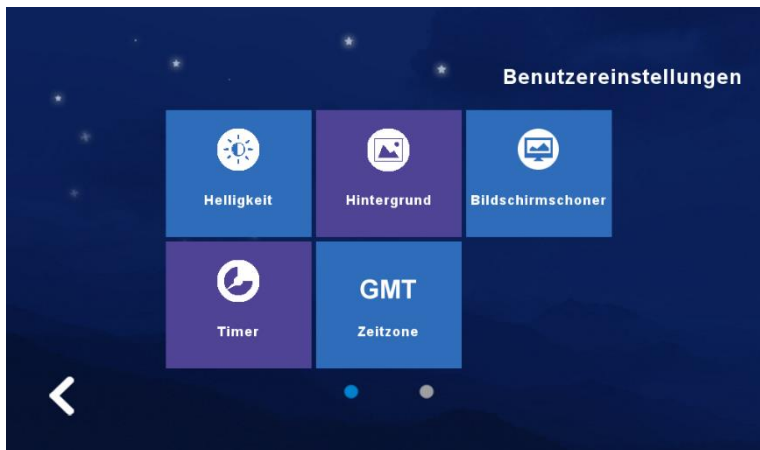 Benutzereinstellungen
Helligkeit
Hintergrund
Bildschirmschoner
Timer
GMT
Zeitzone